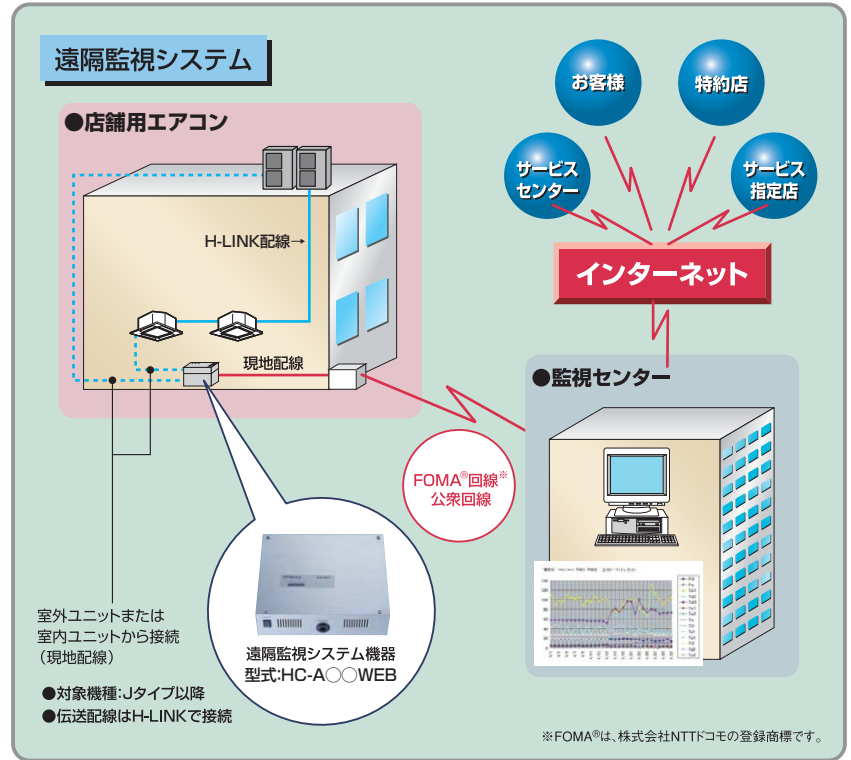 遠隔監視システム
●店舗用エアコン
H-LINK配線→
現地配線
お客様
特約店
サービス
センター
サービス
指定店
インターネット
●監視センター
FOMA®回線※
公衆回線
室外ユニットまたは
室内ユニットから接続
（現地配線）
遠隔監視システム機器
型式:HC-A○○WEB
●対象機種:Jタイプ以降
●伝送配線はH-LINKで接続
※FOMA®は、株式会社NTTドコモの登録商標です。